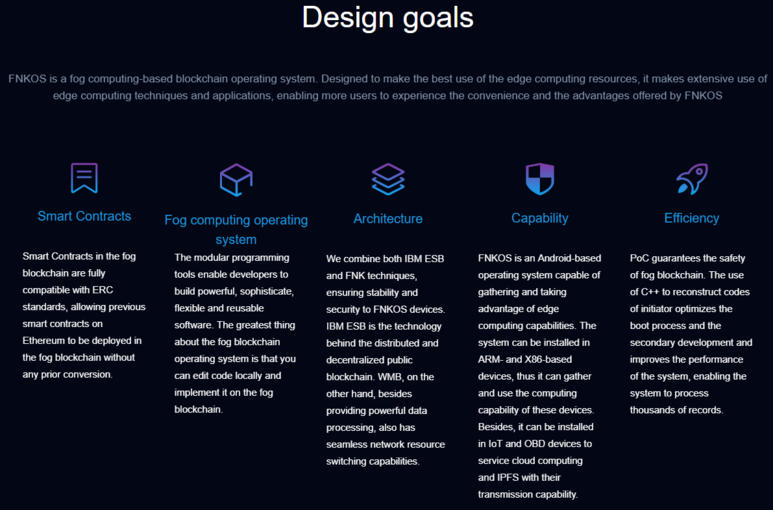 Design goals
FNKOS is a fog computing-based blockchain operating system. Designed to make the best use of the edge computing resources, it makes extensive use of
edge computing techniques and applications, enabling more users to experience the convenience and the advantages offered by FNKOS
Smart Contracts
Smart Contracts in the fog
blockchain are fully
compatible with ERC
standards, allowing previous
smart contracts on
Ethereum to be deployed in
the fog blockchain without
any prior conversion.
Fog computing operating
system
The modular programming
tools enable developers to
build powerful, sophisticate,
flexible and reusable
software. The greatest thing
about the fog blockchain
operating system is that you
can edit code locally and
implement it on the fog
blockchain.
Architecture
We combine both IBM ESB
and FNK techniques,
ensuring stability and
security to FNKOS devices.
IBM ESB is the technology
behind the distributed and
decentralized public
blockchain. WMB, on the
other hand, besides
providing powerful data
processing, also has
seamless network resource
switching capabilities.
Capability
FNKOS is an Android-based
operating system capable of
gathering and taking
advantage of edge
computing capabilities. The
system can be installed in
ARM- and X86-based
devices, thus it can gather
and use the computing
capability of these devices.
Besides, it can be installed
in IoT and OBD devices to
service cloud computing
and IPFS with their
transmission capability.
Efficiency
PoC guarantees the safety
of fog blockchain. The use
of C++ to reconstruct codes
of initiator optimizes the
boot process and the
secondary development and
improves the performance
of the system, enabling the
system to process
thousands of records.